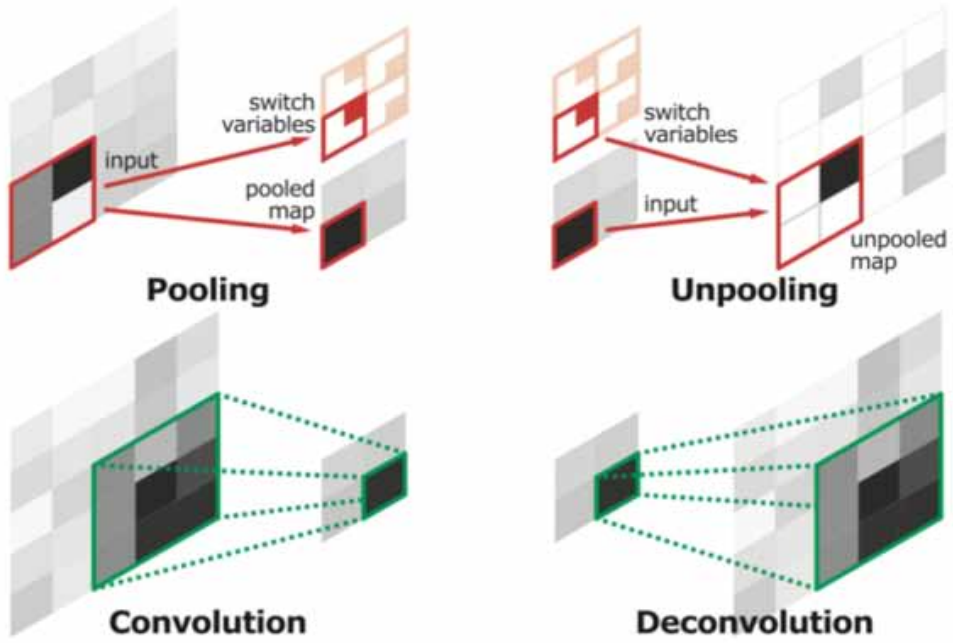 switch
variables
input
pooled
map
Pooling
switch
variables
input
unpooled
map
Unpooling
Convolution
Deconvolution